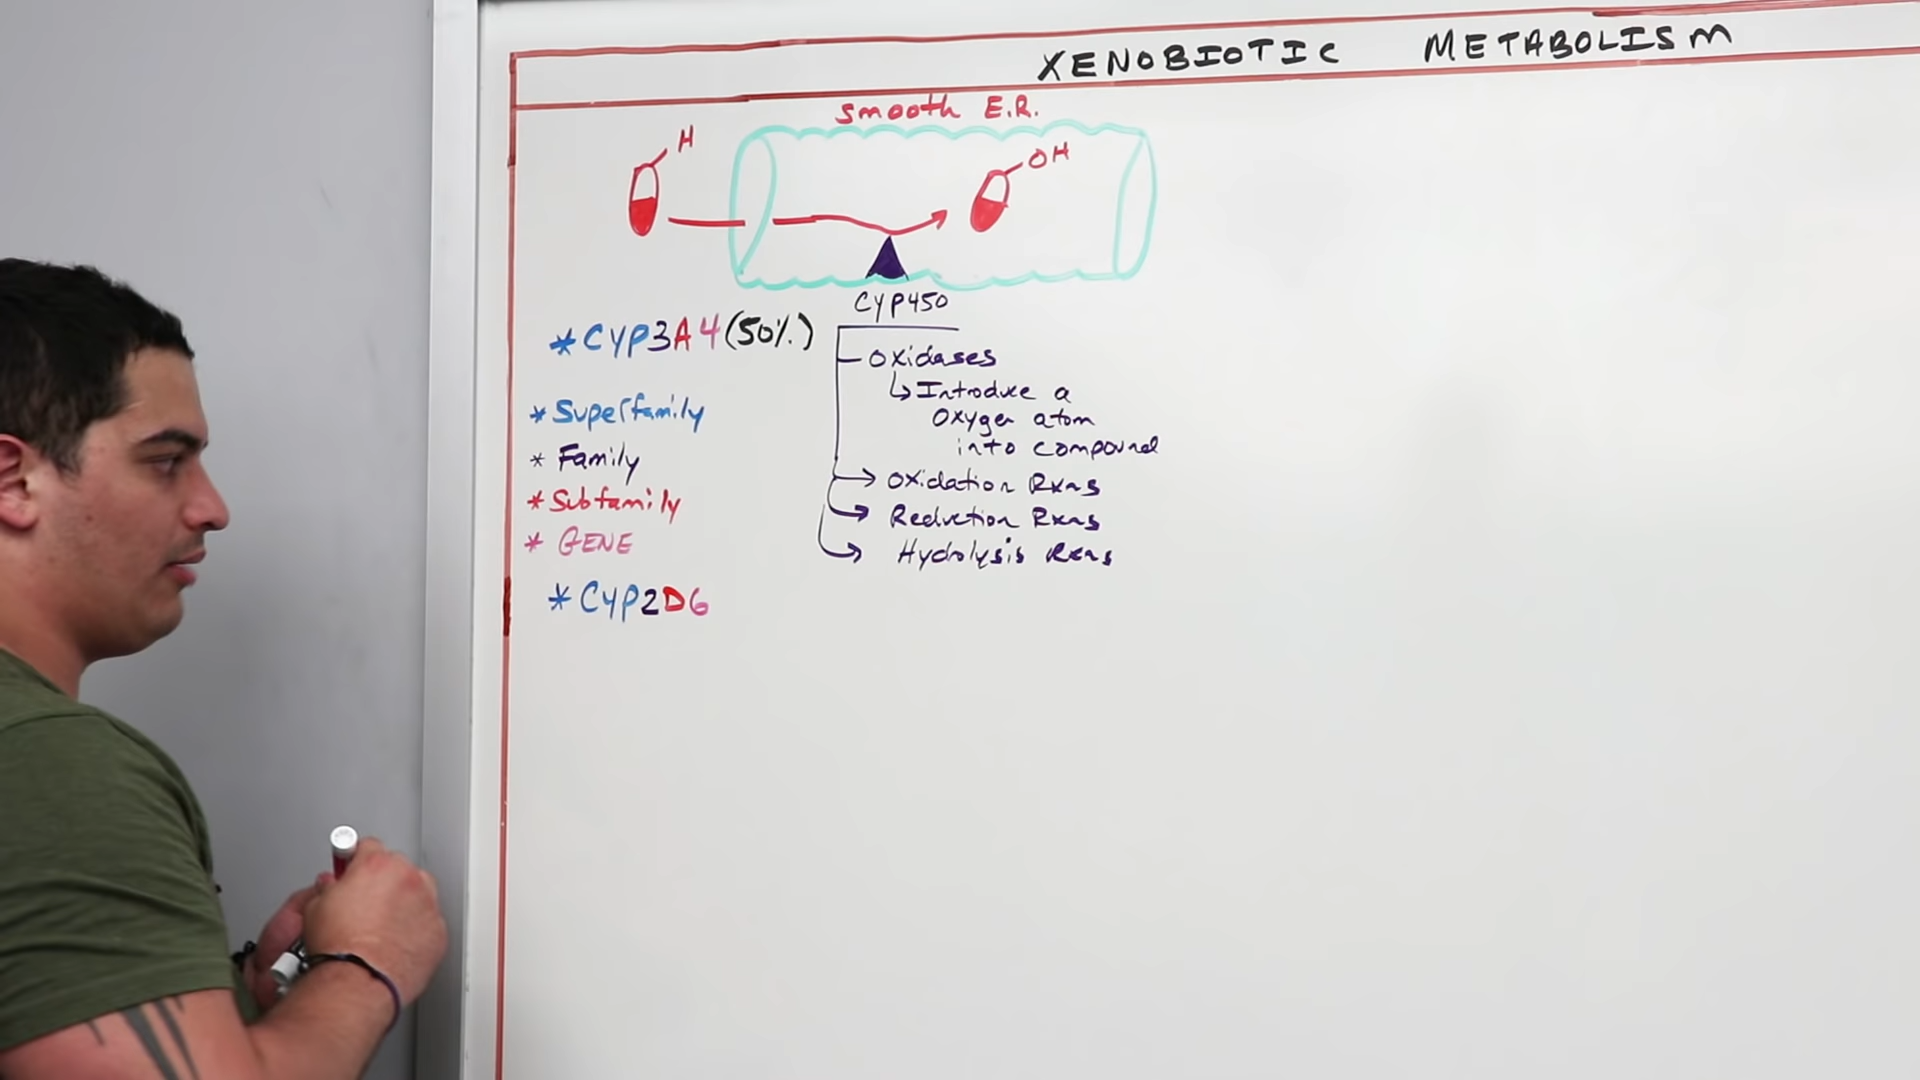 XENOBIOTIC METABOLISM
Smooth E.R.
H
OH
CYP450
*CYP3A4(50%)
*Superfamily
*Family
*Subfamily
*GENE
*CYP2D6
Oxidases
Introduce a
Oxygen atom
into compound
Oxidation Rxns
Reduction Rxns
Hydrolysis Rxns